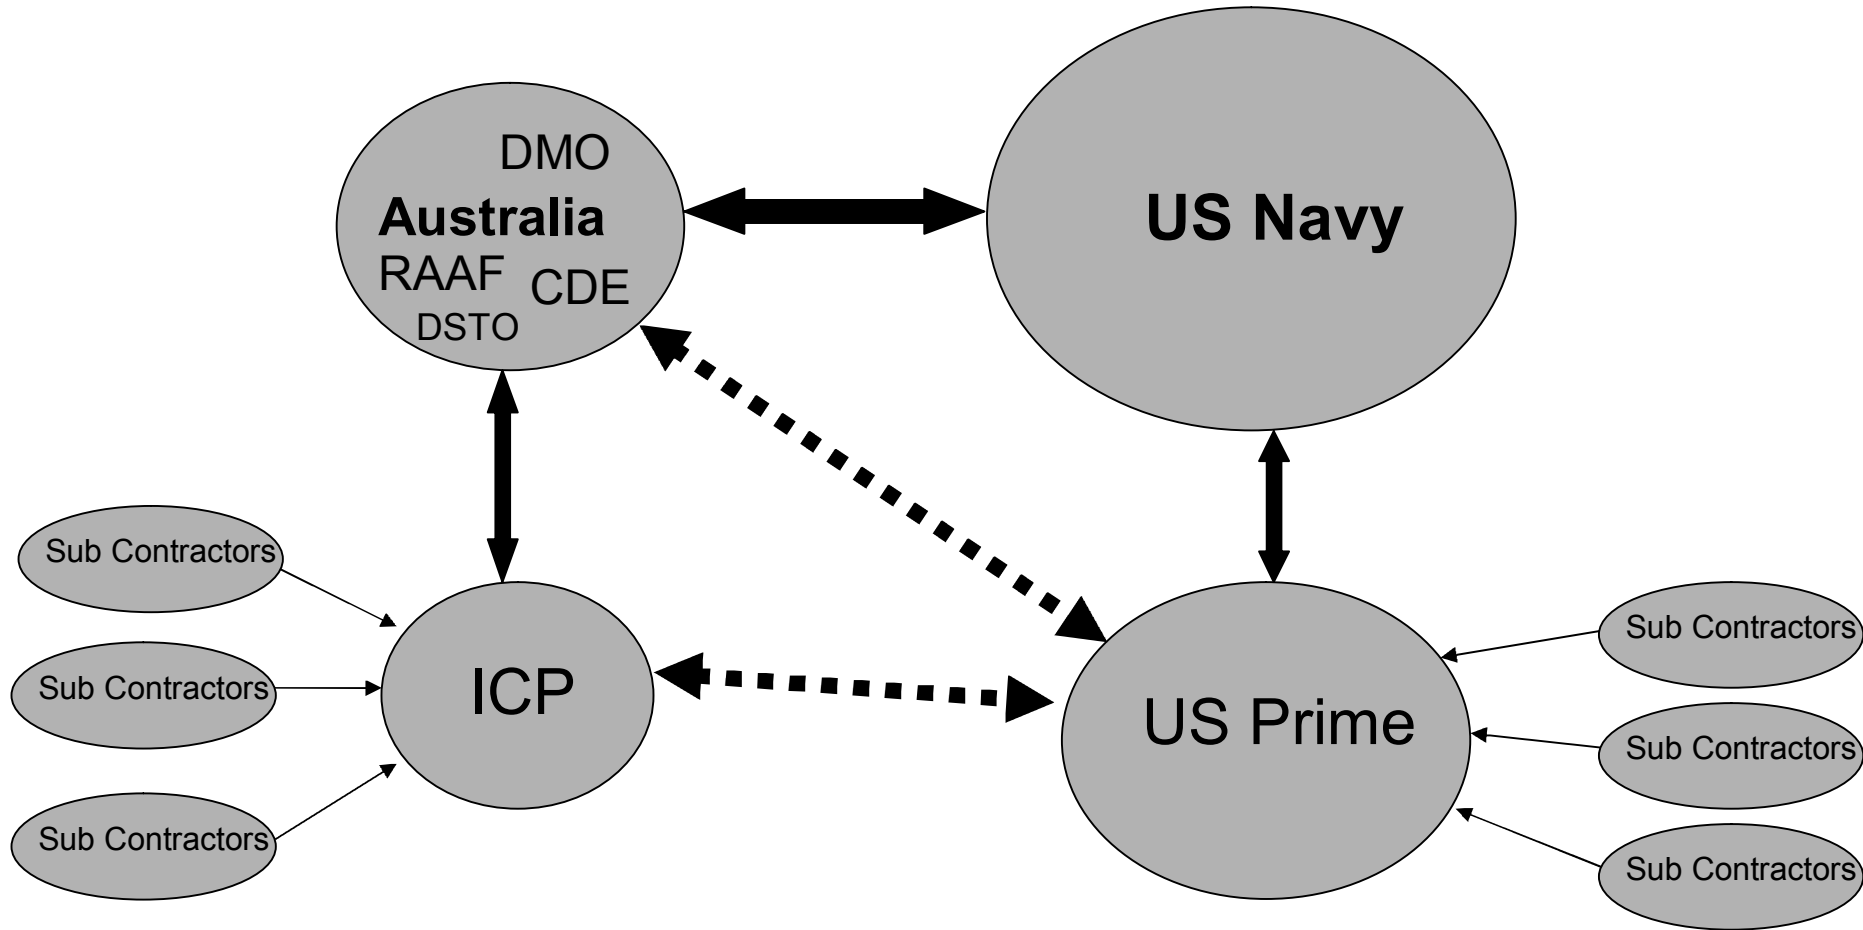 DMO
Australia
RAAF
CDE
DSTO
US Navy
Sub Contractors
Sub Contractors
Sub Contractors
ICP
US Prime
Sub Contractors
Sub Contractors
Sub Contractors